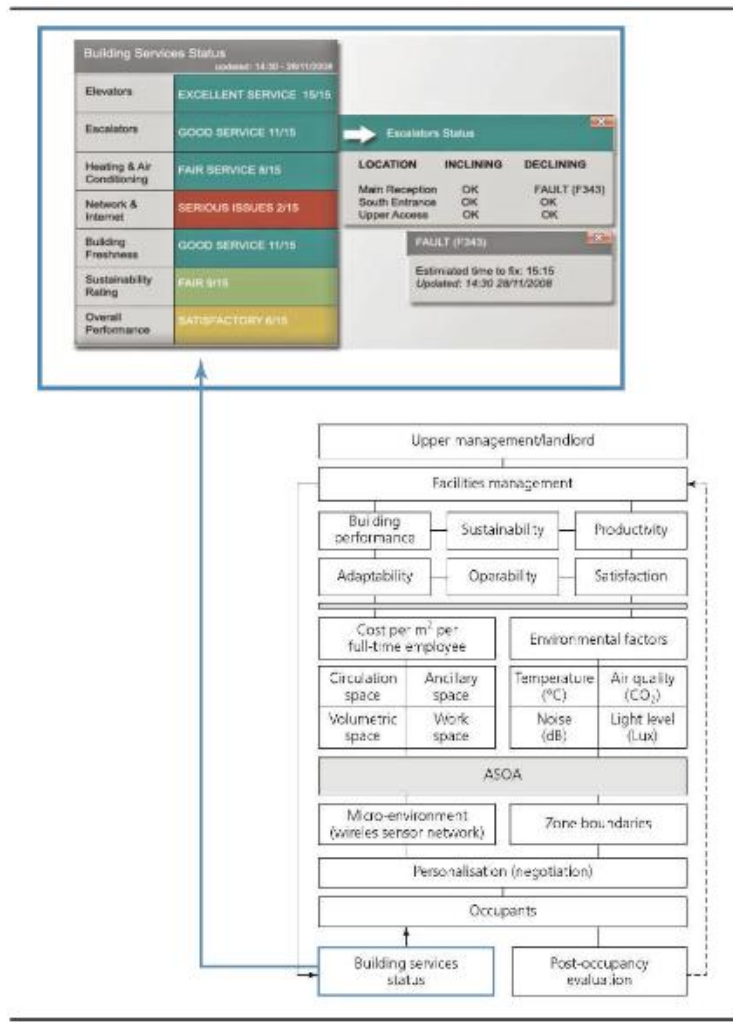 Building Services Status
updated: 14:30 - 28/11/2008
Elevators
EXCELLENT SERVICE 15/15
Escalators
GOOD SERVICE 11/15
Heating & Air
Conditioning
FAIR SERVICE 8/15
Network &
Internet
SERIOUS ISSUES 2/15
Building
Freshness
GOOD SERVICE 11/15
Sustainability
Rating
FAIR 9/15
Overall
Performance
SATISFACTORY 6/15
Escalators Status
LOCATION INCLINING DECLINING
Main Reception OK FAULT (F343)
South Entrance OK OK
Upper Access OK OK
FAULT (F343)
Estimiated time to fix: 15:15
Updated: 14:30 28/11/2008
Upper management/landlord
Facilities management
Building
performance
Sustainability
Productivity
Adaptability
Operability
Satisfaction
Cost per m² per
full-time employee
Environmental factors
Circulation
space
Ancillary
space
Volumetric
space
Work
space
Temperature
(°C)
Air quality
(CO₂)
Noise
(dB)
Light level
(Lux)
ASOA
Micro-environment
(wireles sensor network)
Zone boundaries
Personalisation (negotiation)
Occupants
Building services
status
Post-occupancy
evaluation